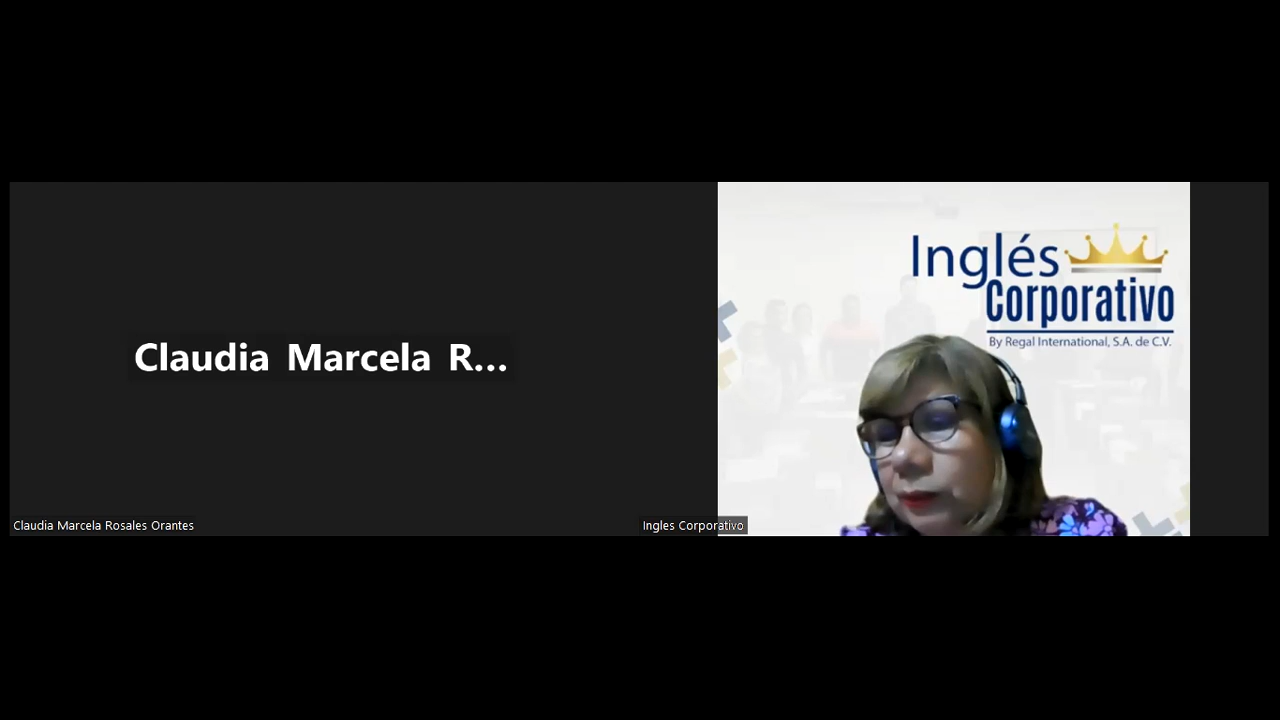 Claudia Marcela R...
Claudia Marcela Rosales Orantes
Inglés
Corporativo
By Regal International, S.A. de C.V.
Ingles Corporativo